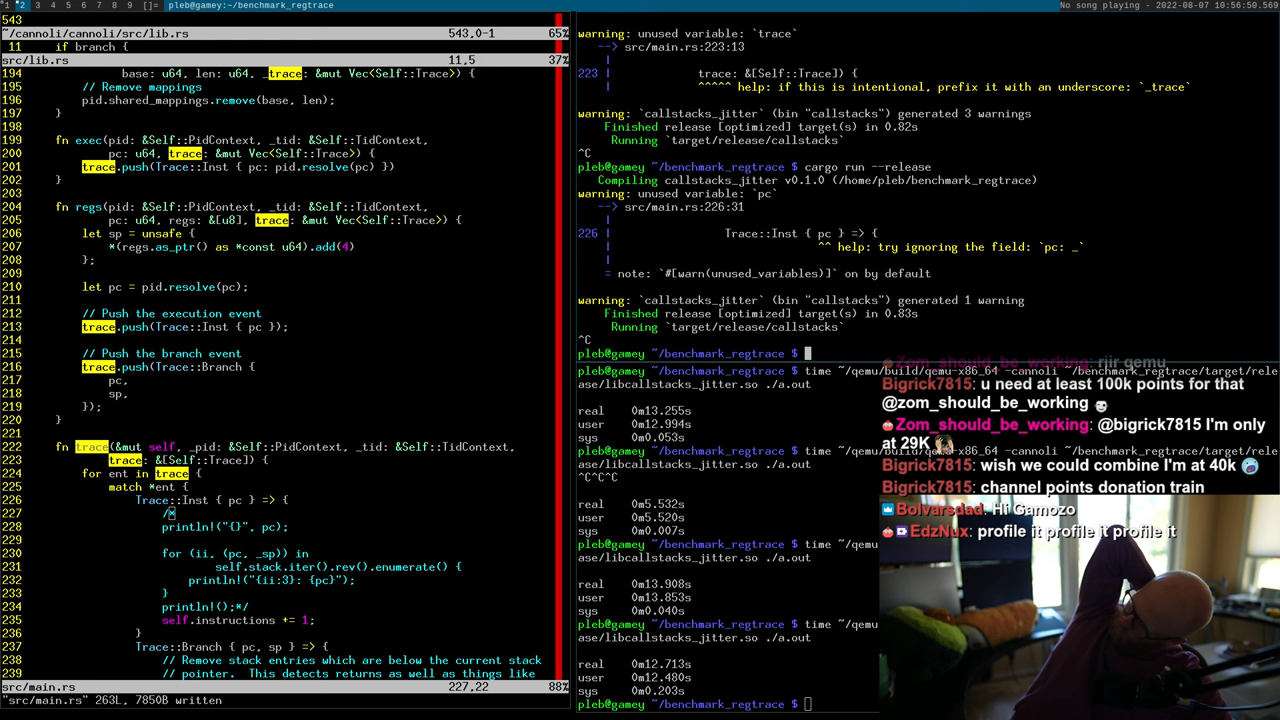 1 2 3 4 5 6 7 8 9 []= pleb@gamey:~/benchmark_regtrace
No song playing - 2022-08-07 10:56:50.569
543
~/cannoli/cannoli/src/lib.rs 543,0-1 65%
11 if branch {
src/lib.rs 11,5 37%
194 base: u64, len: u64, _trace: &mut Vec<Self::Trace>) {
195 // Remove mappings
196 pid.shared_mappings.remove(base, len);
197 }
198
199 fn exec(pid: &Self::PidContext, _tid: &Self::TidContext,
200 pc: u64, trace: &mut Vec<Self::Trace>) {
201 trace.push(Trace::Inst { pc: pid.resolve(pc) })
202 }
203
204 fn regs(pid: &Self::PidContext, _tid: &Self::TidContext,
205 pc: u64, regs: &[u8], trace: &mut Vec<Self::Trace>) {
206 let sp = unsafe {
207 *(regs.as_ptr() as *const u64).add(4)
208 };
209
210 let pc = pid.resolve(pc);
211
212 // Push the execution event
213 trace.push(Trace::Inst { pc });
214
215 // Push the branch event
216 trace.push(Trace::Branch {
217 pc,
218 sp,
219 });
220 }
221
222 fn trace(&mut self, _pid: &Self::PidContext, _tid: &Self::TidContext,
223 trace: &[Self::Trace]) {
224 for ent in trace {
225 match *ent {
226 Trace::Inst { pc } => {
227 /*
228 println!("{}", pc);
229
230 for (ii, (pc, _sp)) in
231 self.stack.iter().rev().enumerate() {
232 println!("{ii:3}: {pc}");
233 }
234 println!();*/
235 self.instructions += 1;
236 }
237 Trace::Branch { pc, sp } => {
238 // Remove stack entries which are below the current stack
239 // pointer. This detects returns as well as things like
src/main.rs 227,22 88%
"src/main.rs" 263L, 7850B written
warning: unused variable: `trace`
--> src/main.rs:223:13
|
223 | trace: &[Self::Trace]) {
| ^^^^^ help: if this is intentional, prefix it with an underscore: `_trace`
warning: `callstacks_jitter` (bin "callstacks") generated 3 warnings
Finished release [optimized] target(s) in 0.82s
Running `target/release/callstacks`
^C
pleb@gamey ~/benchmark_regtrace $ cargo run --release
Compiling callstacks_jitter v0.1.0 (/home/pleb/benchmark_regtrace)
warning: unused variable: `pc`
--> src/main.rs:226:31
|
226 | Trace::Inst { pc } => {
| ^^ help: try ignoring the field: `pc: _`
|
= note: `#[warn(unused_variables)]` on by default
warning: `callstacks_jitter` (bin "callstacks") generated 1 warning
Finished release [optimized] target(s) in 0.83s
Running `target/release/callstacks`
^C
pleb@gamey ~/benchmark_regtrace $
pleb@gamey ~/benchmark_regtrace $ time ~/qemu/build/qemu-x86_64 -cannoli ~/benchmark_regtrace/target/rele
ase/libcallstacks_jitter.so ./a.out
real 0m13.255s
user 0m12.994s
sys 0m0.053s
pleb@gamey ~/benchmark_regtrace $ time ~/qemu/build/qemu-x86_64 -cannoli ~/benchmark_regtrace/target/rele
ase/libcallstacks_jitter.so ./a.out
^C^C^C
real 0m5.532s
user 0m5.520s
sys 0m0.007s
pleb@gamey ~/benchmark_regtrace $ time ~/qemu
ase/libcallstacks_jitter.so ./a.out
real 0m13.908s
user 0m13.853s
sys 0m0.040s
pleb@gamey ~/benchmark_regtrace $ time ~/qemu
ase/libcallstacks_jitter.so ./a.out
real 0m12.713s
user 0m12.480s
sys 0m0.203s
pleb@gamey ~/benchmark_regtrace $
Zom_should_be_working: rjir qemu
Bigrick7815: u need at least 100k points for that
@zom_should_be_working
Zom_should_be_working: @bigrick7815 I'm only
at 29K
Bigrick7815: wish we could combine I'm at 40k
Bigrick7815: channel points donation train
Bolvarsdad: Hi Gamozo
EdzNux: profile it profile it profile it